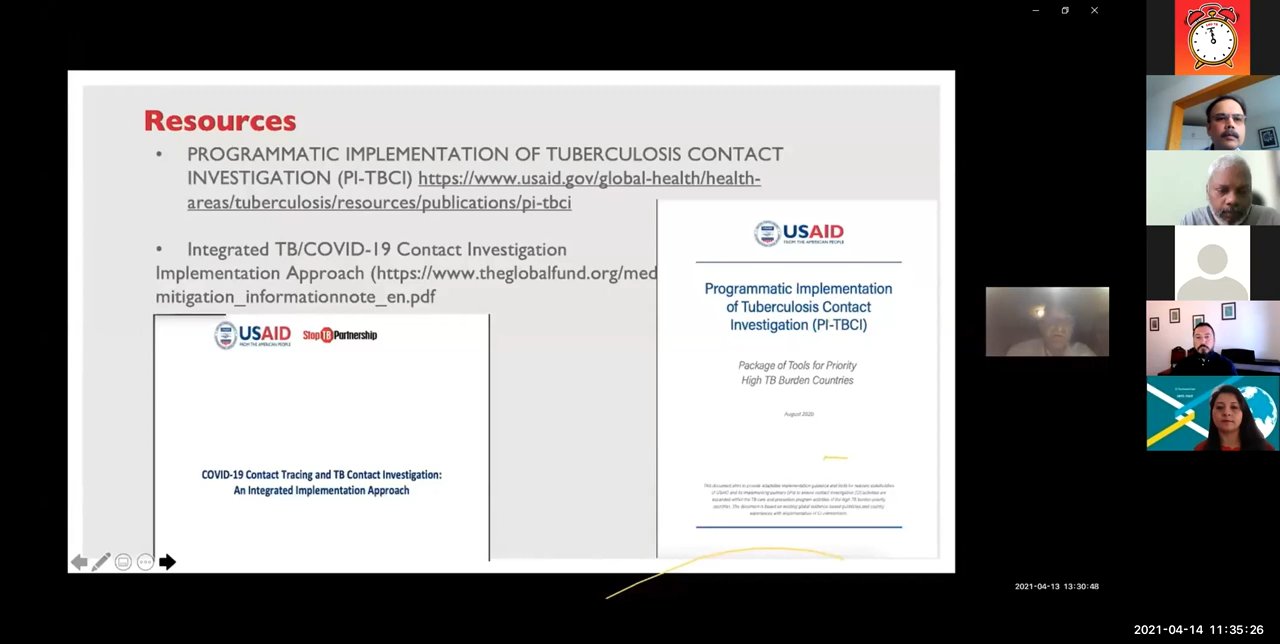 Resources
• PROGRAMMATIC IMPLEMENTATION OF TUBERCULOSIS CONTACT
INVESTIGATION (PI-TBCI) https://www.usaid.gov/global-health/health-
areas/tuberculosis/resources/publications/pi-tbci
• Integrated TB/COVID-19 Contact Investigation
Implementation Approach (https://www.theglobalfund.org/med
mitigation_informationnote_en.pdf
USAID
FROM THE AMERICAN PEOPLE
Stop TB Partnership
COVID-19 Contact Tracing and TB Contact Investigation:
An Integrated Implementation Approach
USAID
FROM THE AMERICAN PEOPLE
Programmatic Implementation
of Tuberculosis Contact
Investigation (PI-TBCI)
Package of Tools for Priority
High TB Burden Countries
August 2020
2021-04-13 13:30:48
2021-04-14 11:35:26